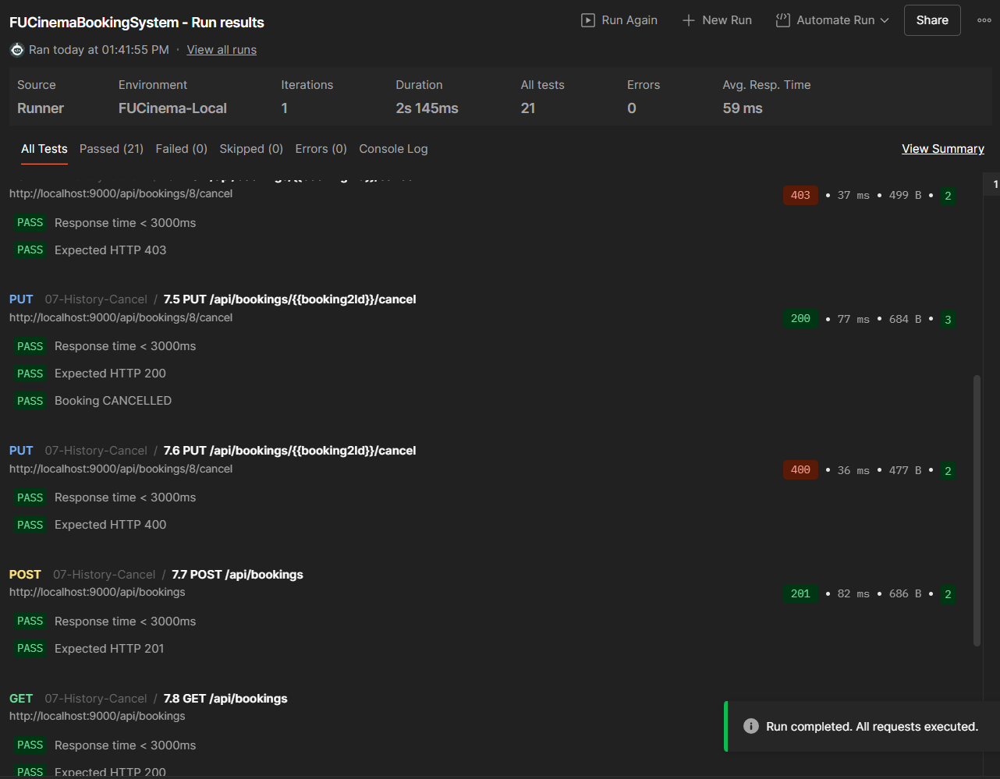 FUCinemaBookingSystem - Run results
Run Again
New Run
Automate Run
Share
Ran today at 01:41:55 PM · View all runs
Source Environment Iterations Duration All tests Errors Avg. Resp. Time
Runner FUCinema-Local 1 2s 145ms 21 0 59 ms
All Tests Passed (21) Failed (0) Skipped (0) Errors (0) Console Log View Summary
http://localhost:9000/api/bookings/8/cancel
403 • 37 ms • 499 B • 2
1
PASS Response time < 3000ms
PASS Expected HTTP 403
PUT 07-History-Cancel / 7.5 PUT /api/bookings/{{booking2Id}}/cancel
http://localhost:9000/api/bookings/8/cancel
200 • 77 ms • 684 B • 3
PASS Response time < 3000ms
PASS Expected HTTP 200
PASS Booking CANCELLED
PUT 07-History-Cancel / 7.6 PUT /api/bookings/{{booking2Id}}/cancel
http://localhost:9000/api/bookings/8/cancel
400 • 36 ms • 477 B • 2
PASS Response time < 3000ms
PASS Expected HTTP 400
POST 07-History-Cancel / 7.7 POST /api/bookings
http://localhost:9000/api/bookings
201 • 82 ms • 686 B • 2
PASS Response time < 3000ms
PASS Expected HTTP 201
GET 07-History-Cancel / 7.8 GET /api/bookings
http://localhost:9000/api/bookings
Run completed. All requests executed.
PASS Response time < 3000ms
PASS Expected HTTP 200